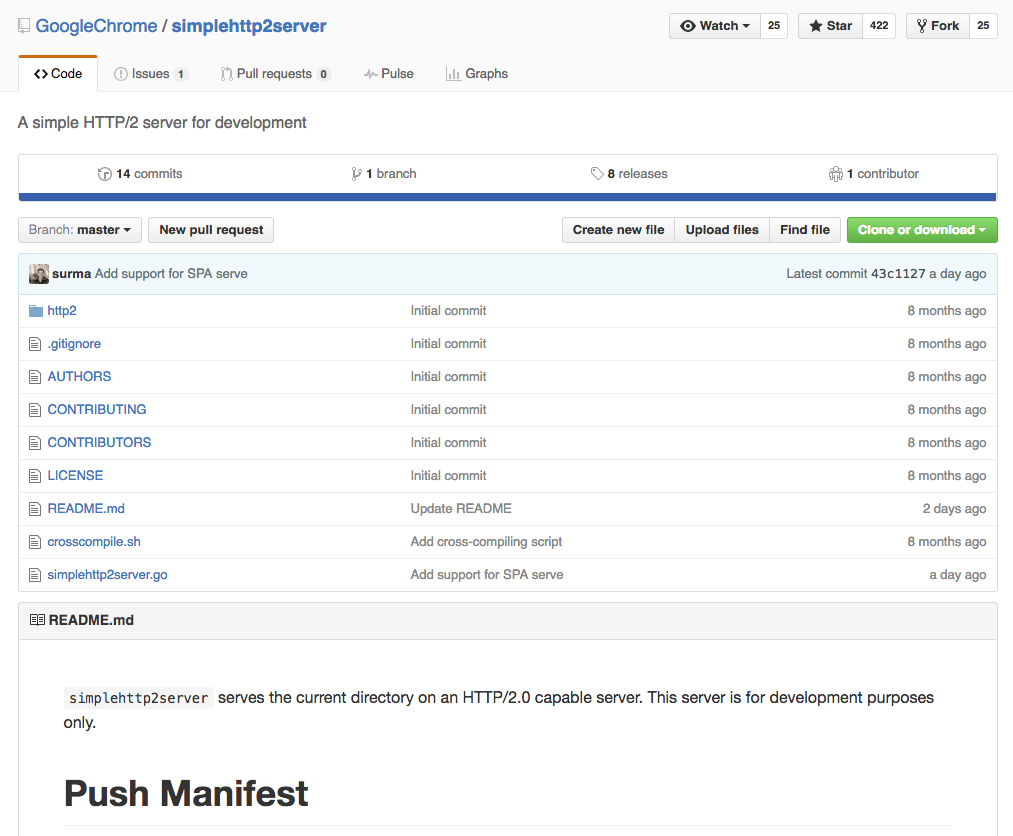 GoogleChrome / simplehttp2server Watch 25 Star 422 Fork 25
Code Issues 1 Pull requests 0 Pulse Graphs
A simple HTTP/2 server for development
14 commits 1 branch 8 releases 1 contributor
Branch: master New pull request Create new file Upload files Find file Clone or download
surma Add support for SPA serve Latest commit 43c1127 a day ago
http2 Initial commit 8 months ago
.gitignore Initial commit 8 months ago
AUTHORS Initial commit 8 months ago
CONTRIBUTING Initial commit 8 months ago
CONTRIBUTORS Initial commit 8 months ago
LICENSE Initial commit 8 months ago
README.md Update README 2 days ago
crosscompile.sh Add cross-compiling script 8 months ago
simplehttp2server.go Add support for SPA serve a day ago
README.md
simplehttp2server serves the current directory on an HTTP/2.0 capable server. This server is for development purposes
only.
Push Manifest